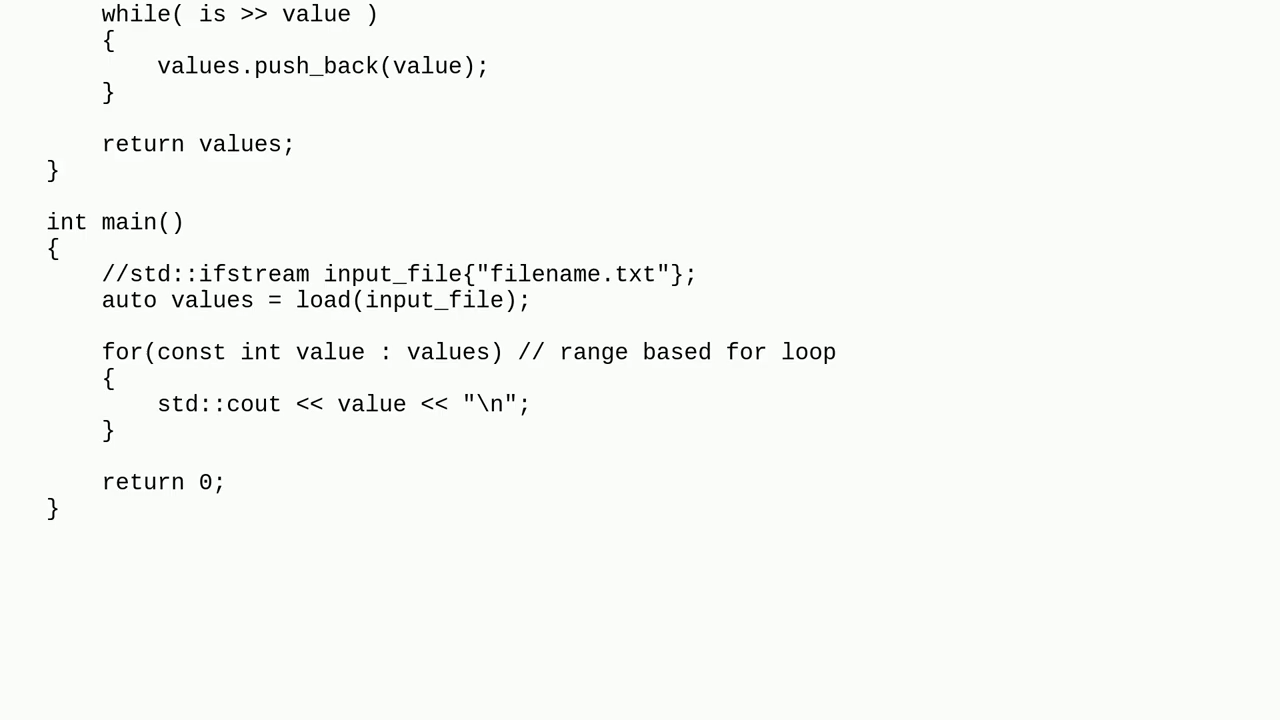 while( is >> value )
    {
        values.push_back(value);
    }

    return values;
}

int main()
{
    //std::ifstream input_file{"filename.txt"};
    auto values = load(input_file);

    for(const int value : values) // range based for loop
    {
        std::cout << value << "\n";
    }

    return 0;
}